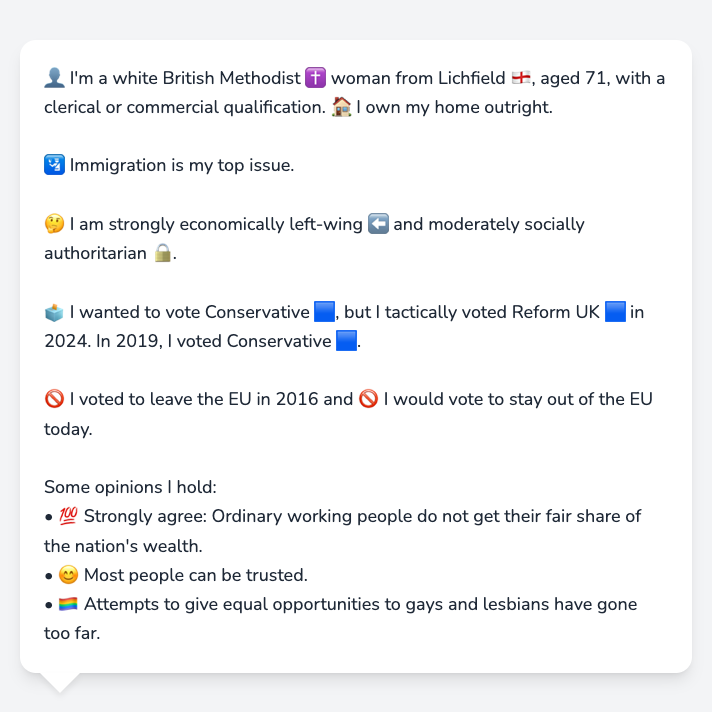 👤 I'm a white British Methodist ✝️ woman from Lichfield 🏴󠁧󠁢󠁥󠁮󠁧󠁿, aged 71, with a
clerical or commercial qualification. 🏠 I own my home outright.
🛂 Immigration is my top issue.
🤔 I am strongly economically left-wing ⬅️ and moderately socially
authoritarian 🔒.
🗳️ I wanted to vote Conservative 🟦, but I tactically voted Reform UK 🟦 in
2024. In 2019, I voted Conservative 🟦.
🚫 I voted to leave the EU in 2016 and 🚫 I would vote to stay out of the EU
today.
Some opinions I hold:
• 💯 Strongly agree: Ordinary working people do not get their fair share of
the nation's wealth.
• 😊 Most people can be trusted.
• 🏳️‍🌈 Attempts to give equal opportunities to gays and lesbians have gone
too far.